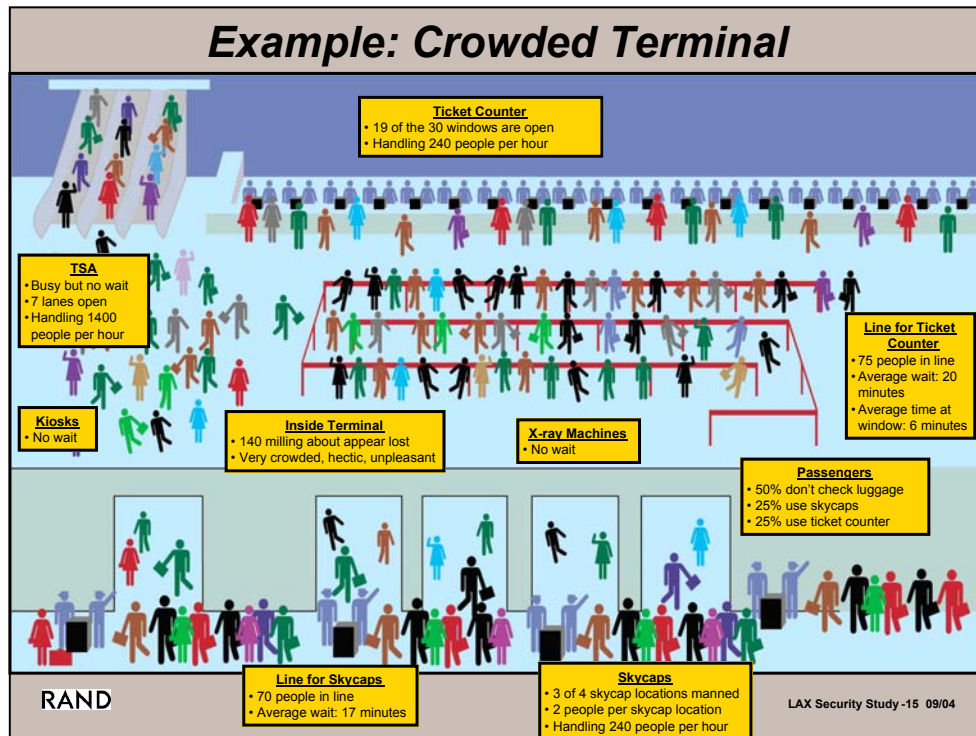 Example: Crowded Terminal
Ticket Counter
• 19 of the 30 windows are open
• Handling 240 people per hour
TSA
• Busy but no wait
• 7 lanes open
• Handling 1400
people per hour
Line for Ticket
Counter
• 75 people in line
• Average wait: 20
minutes
• Average time at
window: 6 minutes
Kiosks
• No wait
Inside Terminal
• 140 milling about appear lost
• Very crowded, hectic, unpleasant
X-ray Machines
• No wait
Passengers
• 50% don't check luggage
• 25% use skycaps
• 25% use ticket counter
Line for Skycaps
• 70 people in line
• Average wait: 17 minutes
Skycaps
• 3 of 4 skycap locations manned
• 2 people per skycap location
• Handling 240 people per hour
RAND
LAX Security Study -15 09/04